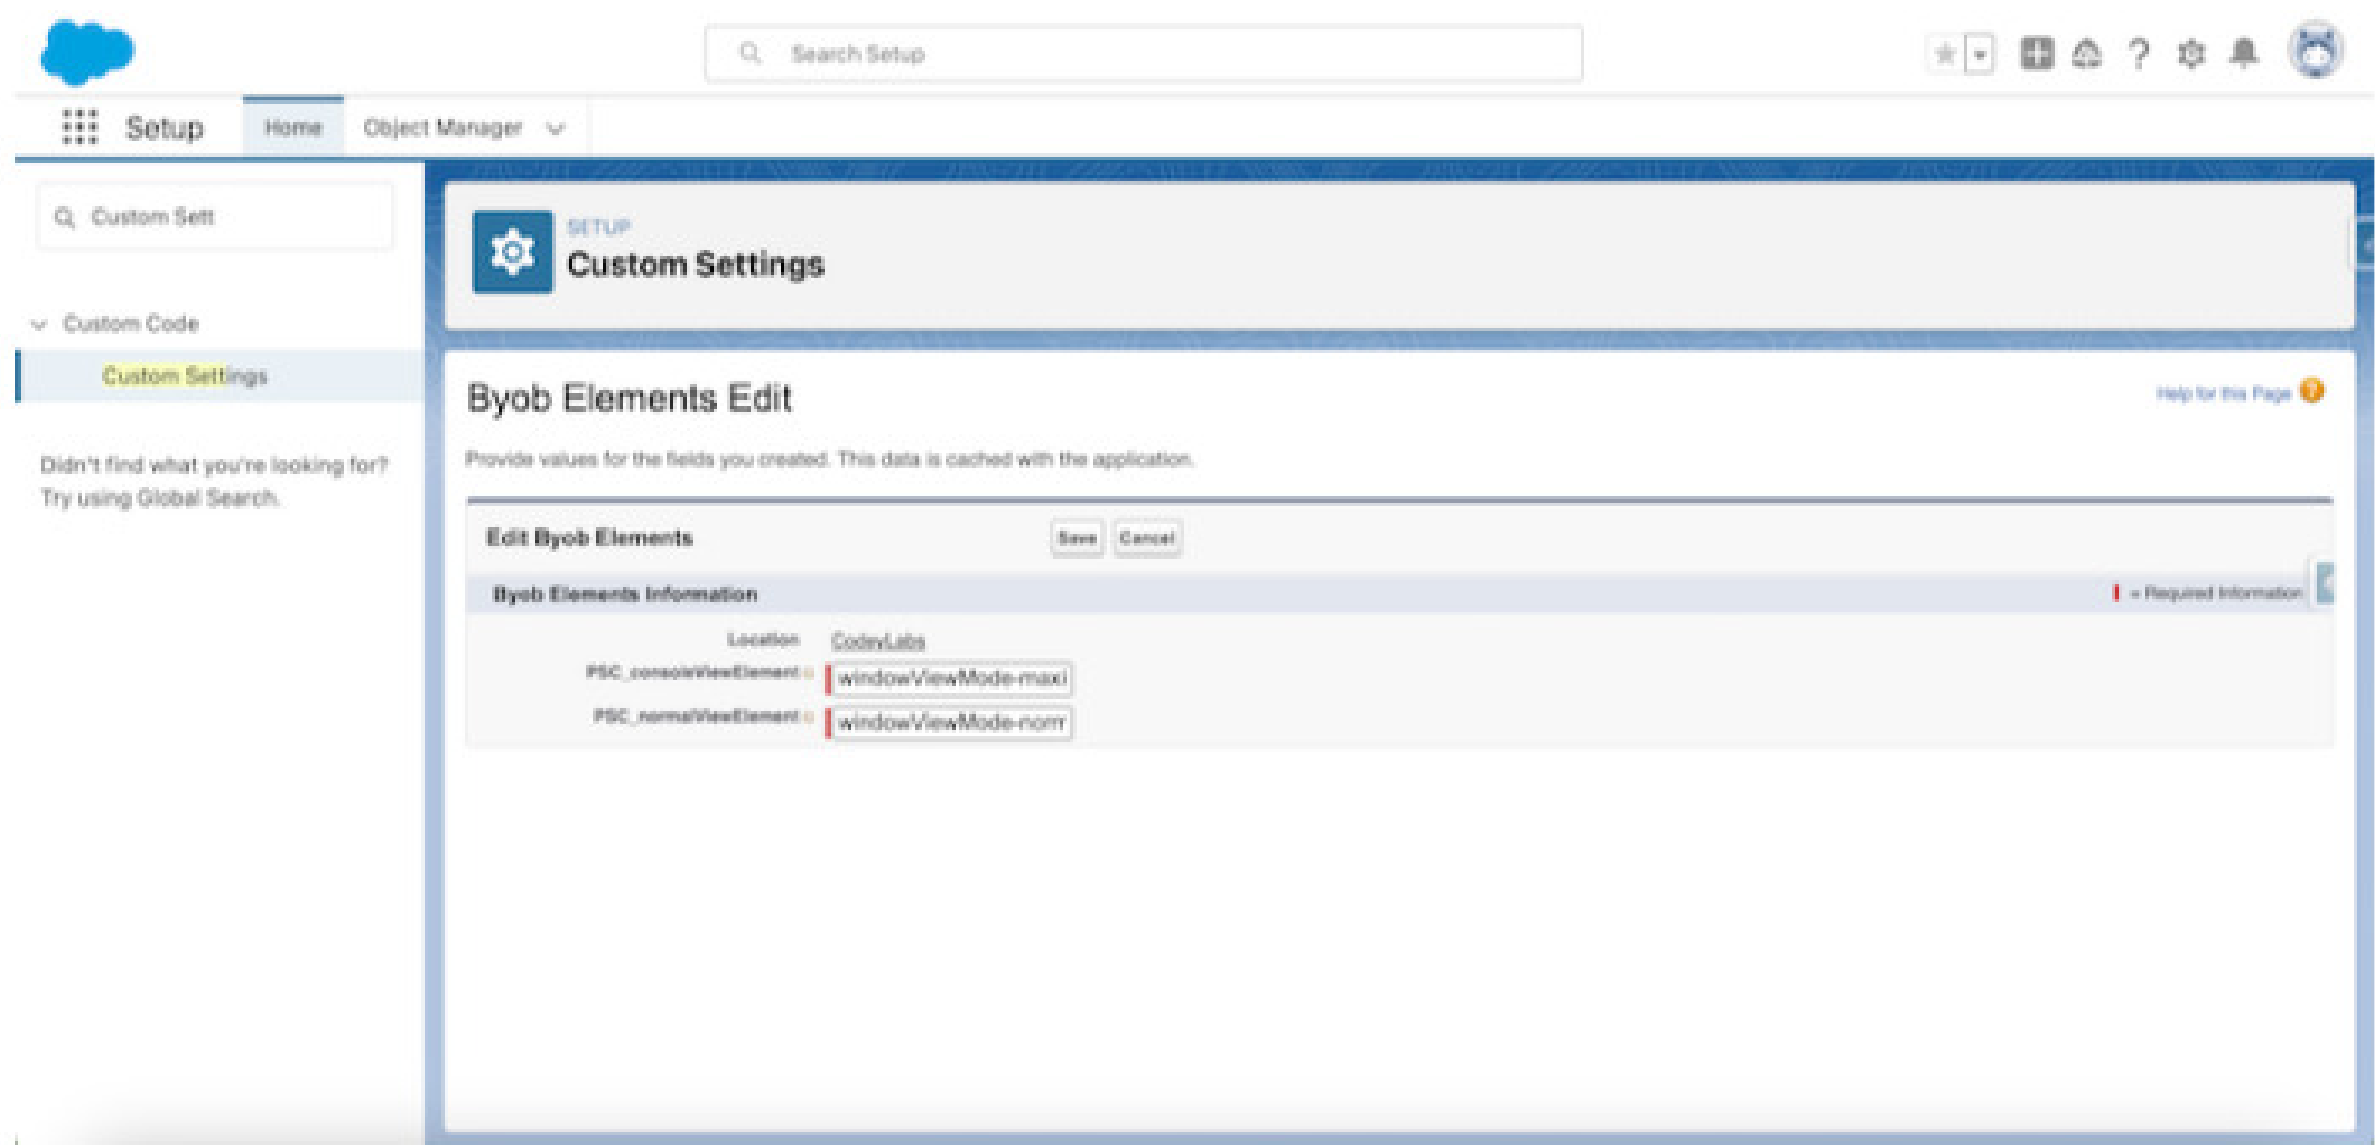 Search Setup
Setup Home Object Manager
Custom Sett
SETUP
Custom Settings
Custom Code
Custom Settings
Didn't find what you're looking for?
Try using Global Search.
Byob Elements Edit
Help for this Page ?
Provide values for the fields you created. This data is cached with the application.
Edit Byob Elements Save Cancel
Byob Elements Information = Required Information
Location CodeyLabs
PSC_consoleViewElement windowViewMode-maxi
PSC_normalViewElement windowViewMode-norm